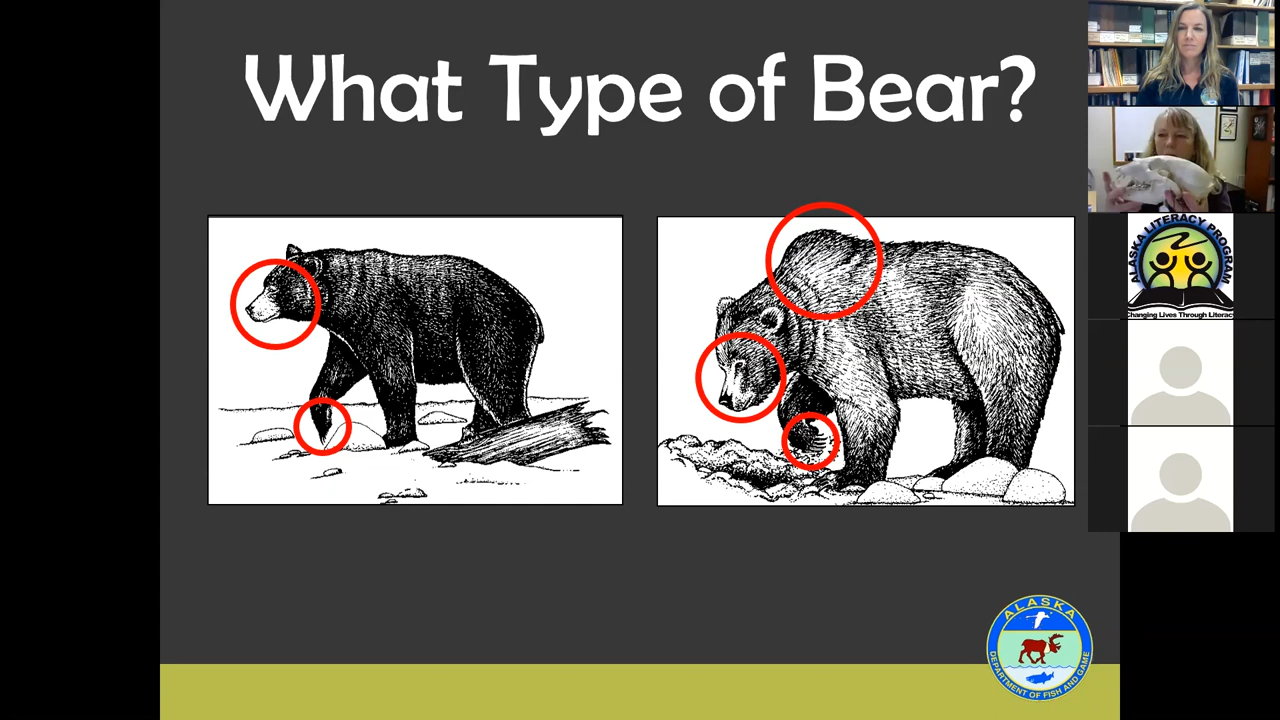 What Type of Bear?
ALASKA LITERACY PROGRAM
Changing Lives Through Literacy
ALASKA
DEPARTMENT OF FISH AND GAME